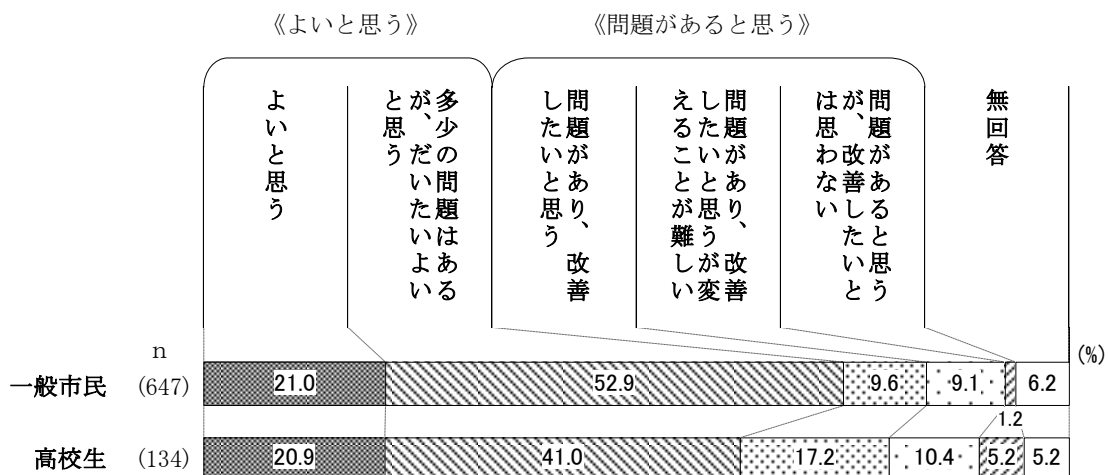 《よいと思う》
《問題があると思う》
よいと思う
多少の問題はある
が、だいたいよい
と思う
問題があり、改善
したいと思う
問題があり、改善
したいと思うが変
えることが難しい
問題があると思う
が、改善したいと
は思わない
無回答
n
(%)
一般市民 (647) 21.0 52.9 9.6 9.1 1.2 6.2
高校生 (134) 20.9 41.0 17.2 10.4 5.2 5.2